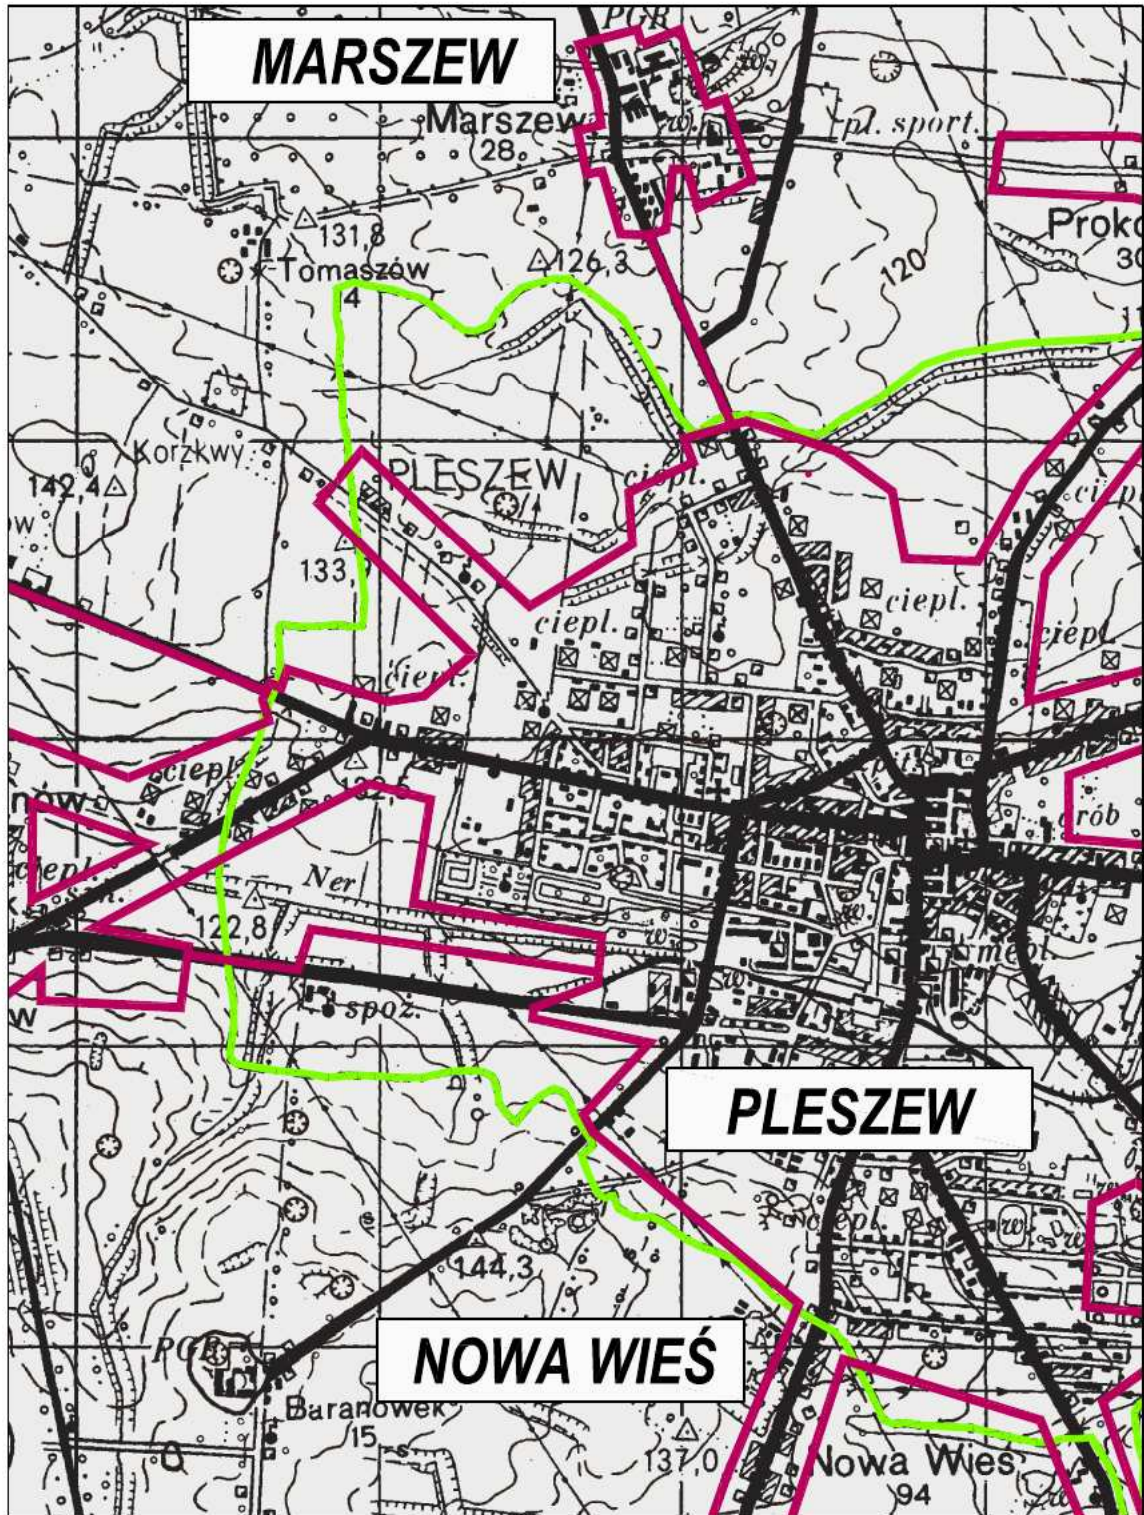 PGR
MARSZEW
w.
Marszew
28
w.
pl. sport.
131,8
Tomaszów
4
126,3
120
Korzkwy
142,4
PLESZEW
ciepl.
133,
ciepl.
ciepl.
ciepl.
ciepl.
ciepl.
nów
ciepl.
Ner
122,8
w.
w
spoż.
w
w
PLESZEW
ciepl.
w
w
144,3
PGR
NOWA WIEŚ
Baranówek
15
137,0
Nowa Wieś
94
w